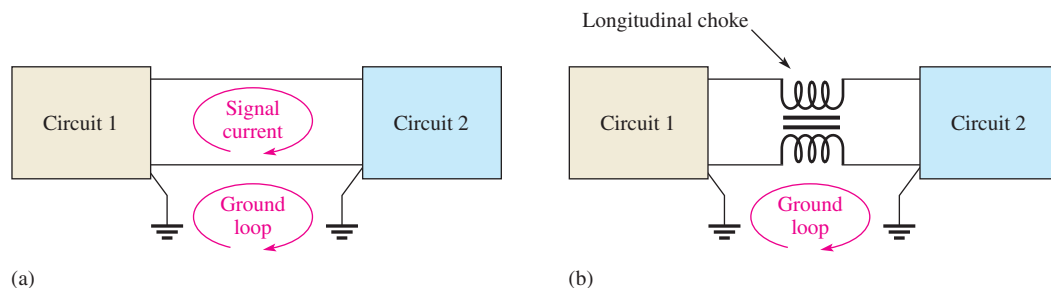 Longitudinal choke
Circuit 1
Signal
current
Circuit 2
Ground
loop
(a)
Circuit 1
Circuit 2
Ground
loop
(b)